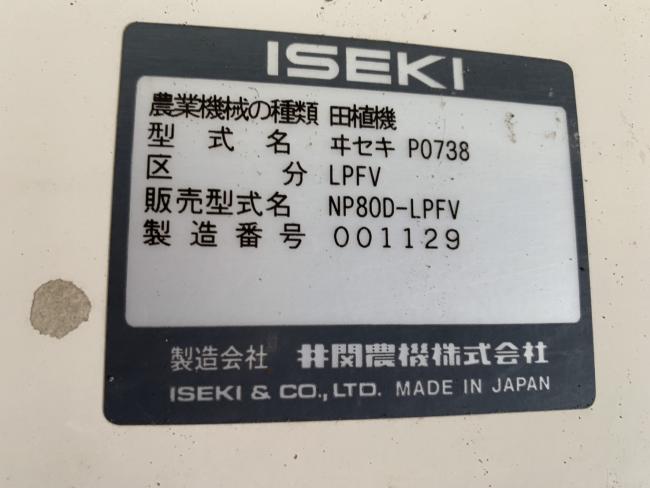 ISEKI
農業機械の種類 田植機
型式名 ヰセキ P0738
区分 LPFV
販売型式名 NP80D-LPFV
製造番号 001129
製造会社 井関農機株式会社
ISEKI & CO., LTD. MADE IN JAPAN